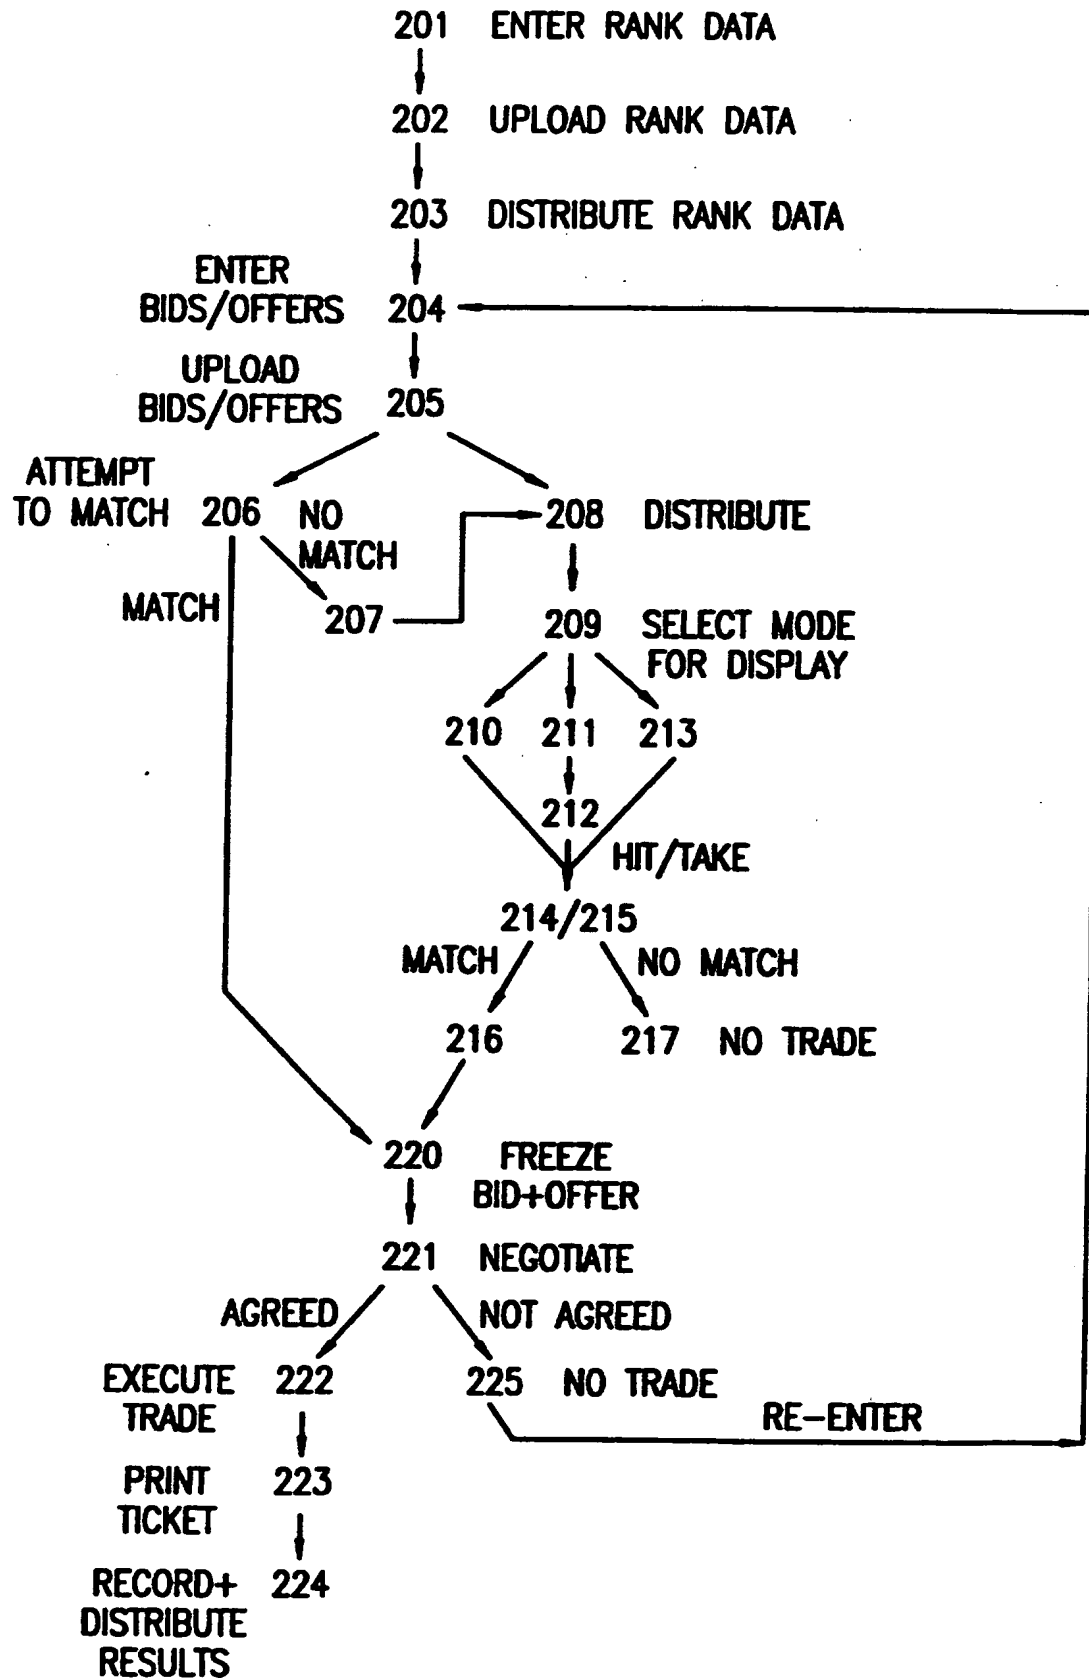 201 ENTER RANK DATA
202 UPLOAD RANK DATA
203 DISTRIBUTE RANK DATA
ENTER
BIDS/OFFERS 204
UPLOAD
BIDS/OFFERS 205
ATTEMPT
TO MATCH 206 NO
MATCH
208 DISTRIBUTE
MATCH
207
209 SELECT MODE
FOR DISPLAY
210 211 213
212
HIT/TAKE
214/215
MATCH NO MATCH
216 217 NO TRADE
220 FREEZE
BID+OFFER
221 NEGOTIATE
AGREED NOT AGREED
EXECUTE 222
TRADE
225 NO TRADE
RE-ENTER
PRINT 223
TICKET
RECORD+ 224
DISTRIBUTE
RESULTS